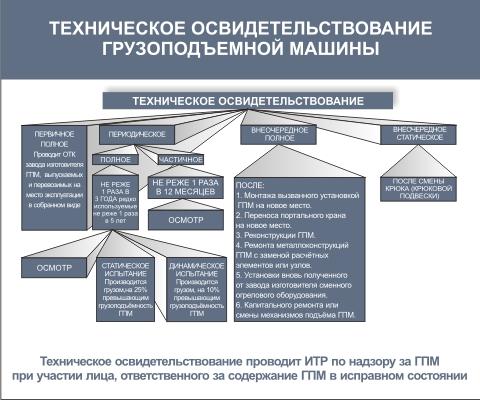 ТЕХНИЧЕСКОЕ ОСВИДЕТЕЛЬСТВОВАНИЕ
ГРУЗОПОДЪЕМНОЙ МАШИНЫ
ТЕХНИЧЕСКОЕ ОСВИДЕТЕЛЬСТВОВАНИЕ
ПЕРВИЧНОЕ
ПОЛНОЕ
Проводит ОТК
завода изготовителя
ГПМ, выпускаемых
и перевозимых на
место эксплуатации
в собранном виде
ПЕРИОДИЧЕСКОЕ
ПОЛНОЕ
ЧАСТИЧНОЕ
НЕ РЕЖЕ
1 РАЗА В
3 ГОДА редко
используемые
не реже 1 раза
в 5 лет
НЕ РЕЖЕ 1 РАЗА
В 12 МЕСЯЦЕВ
ОСМОТР
ВНЕОЧЕРЕДНОЕ
ПОЛНОЕ
ПОСЛЕ:
1. Монтажа вызванного установкой
ГПМ на новое место.
2. Переноса портального крана
на новое место.
3. Реконструкции ГПМ.
4. Ремонта металлоконструкций
ГПМ с заменой расчётных
элементов или узлов.
5. Установки вновь полученного
от завода изготовителя сменного
огрелового оборудования.
6. Капитального ремонта или
смены механизмов подъёма ГПМ.
ВНЕОЧЕРЕДНОЕ
СТАТИЧЕСКОЕ
ПОСЛЕ СМЕНЫ
КРЮКА (КРЮКОВОЙ
ПОДВЕСКИ)
ОСМОТР
СТАТИЧЕСКОЕ
ИСПЫТАНИЕ
Производится
грузом,на 25%
превышающим
грузоподъёмность
ГПМ
ДИНАМИЧЕСКОЕ
ИСПЫТАНИЕ
Производится
грузом, на 10%
превышающим
грузоподъёмность
ГПМ
Техническое освидетельствование проводит ИТР по надзору за ГПМ
при участии лица, ответственного за содержание ГПМ в исправном состоянии